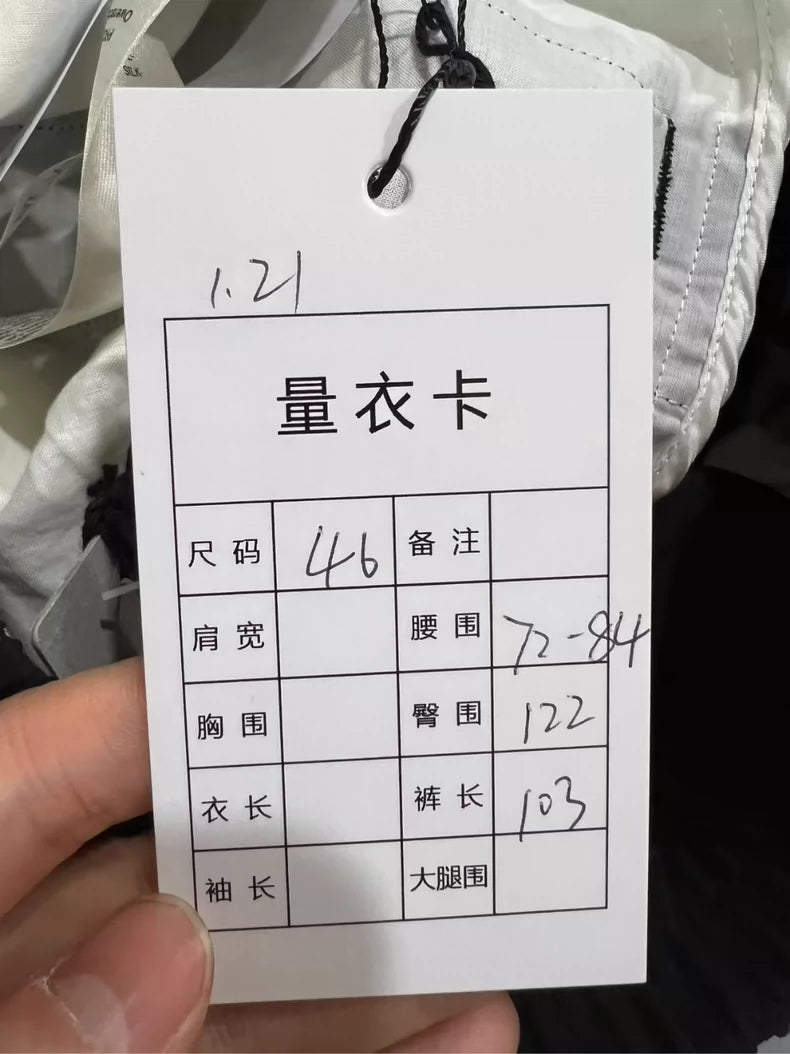 SILK
1.21
量衣卡
尺码 46 备注
肩宽 腰围 72-84
胸围 臀围 122
衣长 裤长 103
袖长 大腿围